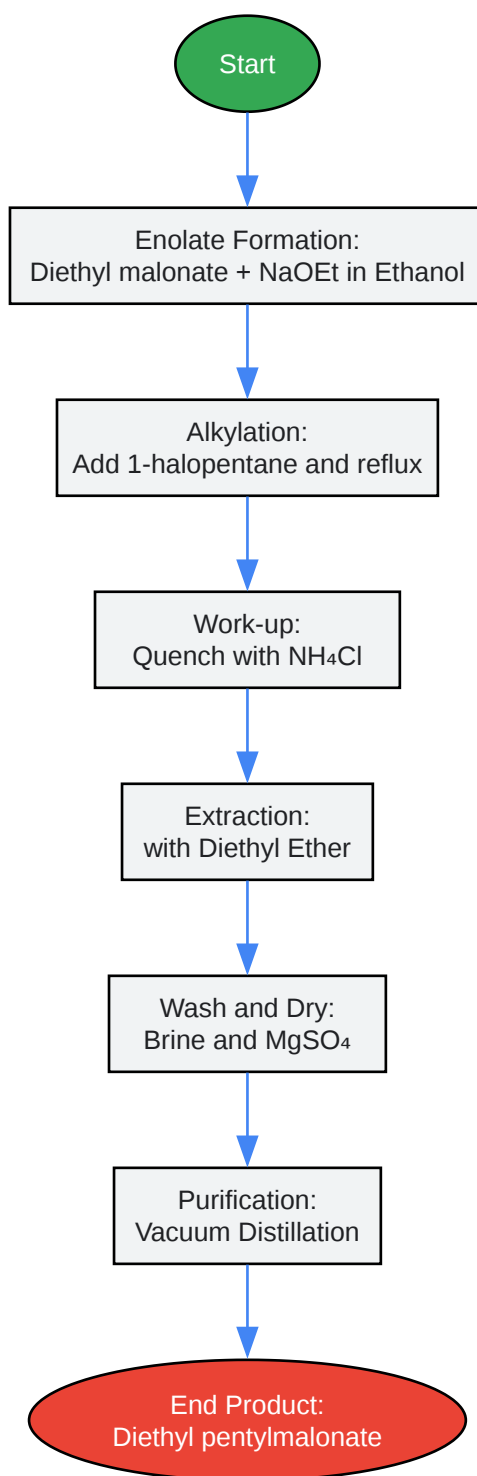 Start
Enolate Formation:
Diethyl malonate + NaOEt in Ethanol
Alkylation:
Add 1-halopentane and reflux
Work-up:
Quench with NH₄Cl
Extraction:
with Diethyl Ether
Wash and Dry:
Brine and MgSO₄
Purification:
Vacuum Distillation
End Product:
Diethyl pentylmalonate